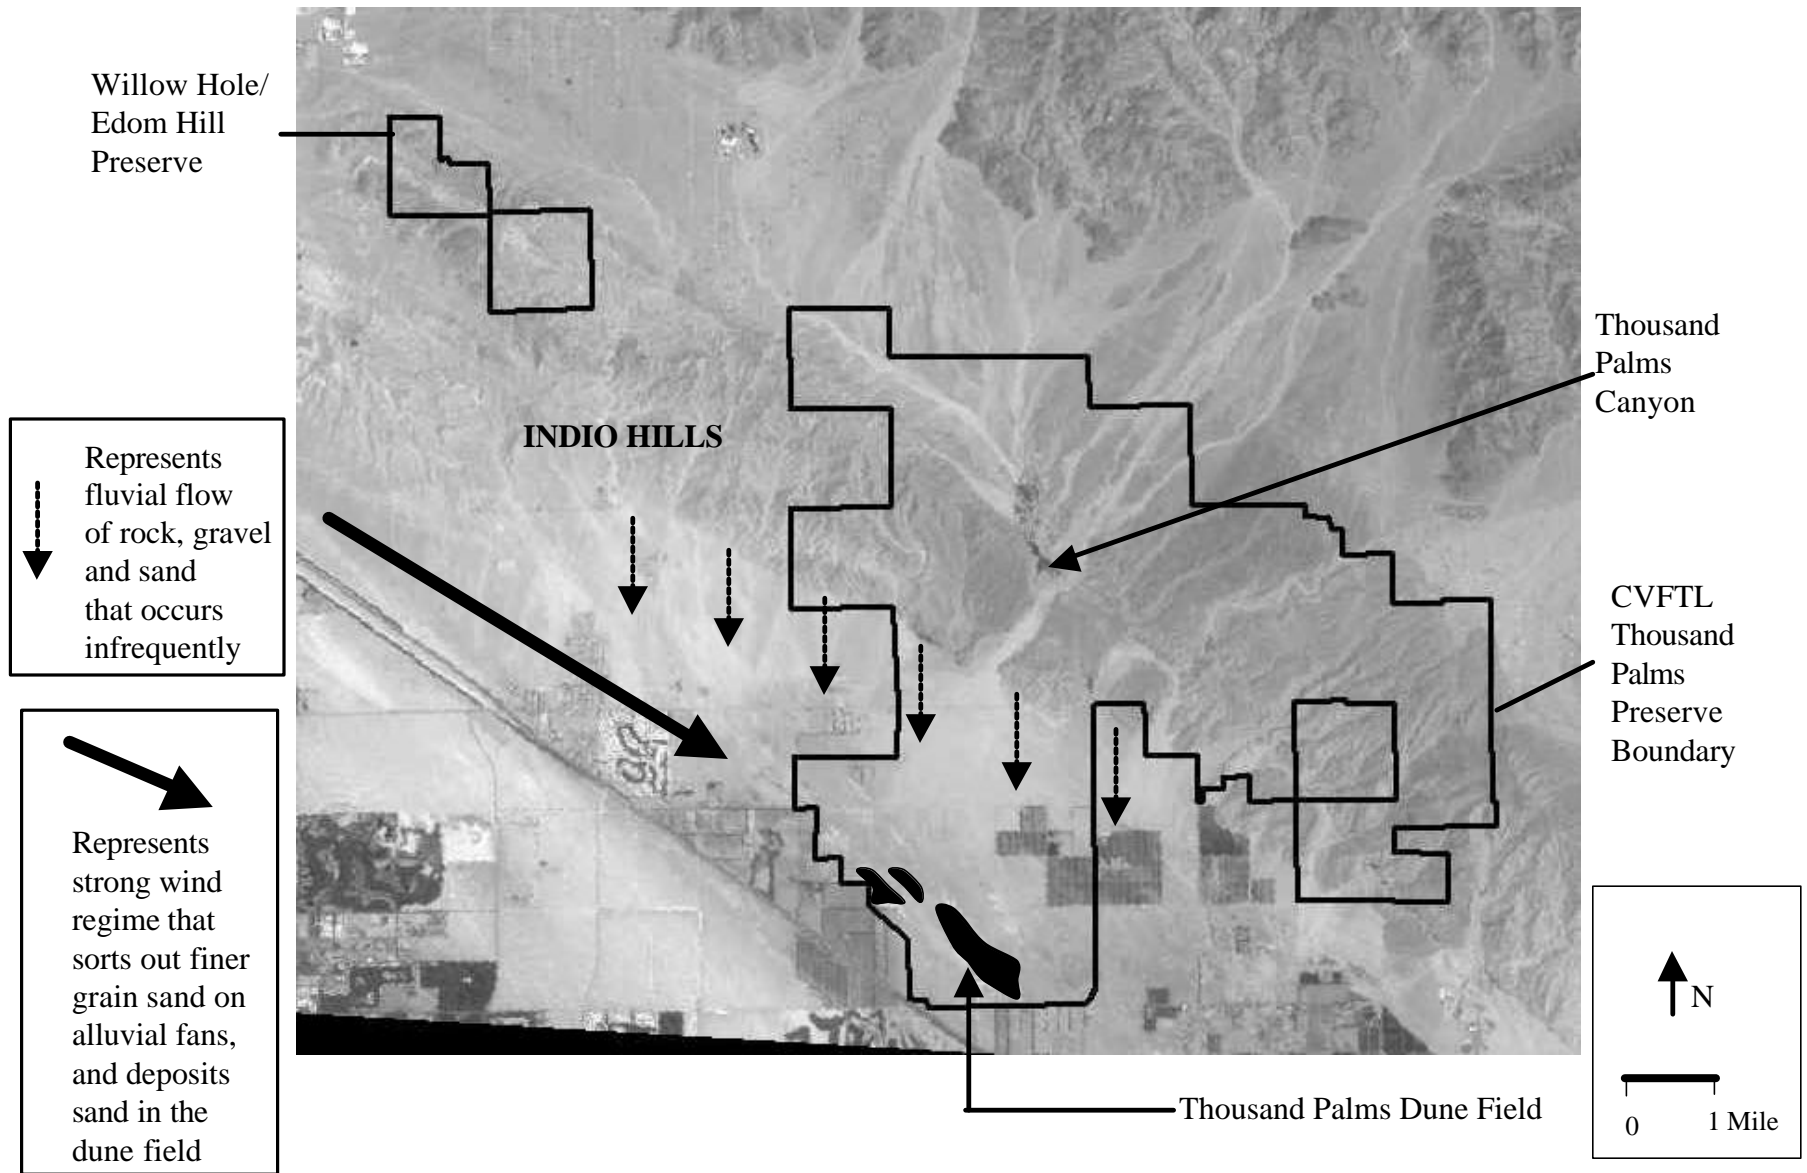 Willow Hole/
Edom Hill
Preserve
INDIO HILLS
Thousand
Palms
Canyon
Represents
fluvial flow
of rock, gravel
and sand
that occurs
infrequently
CVFTL
Thousand
Palms
Preserve
Boundary
Represents
strong wind
regime that
sorts out finer
grain sand on
alluvial fans,
and deposits
sand in the
dune field
N
0 1 Mile
Thousand Palms Dune Field